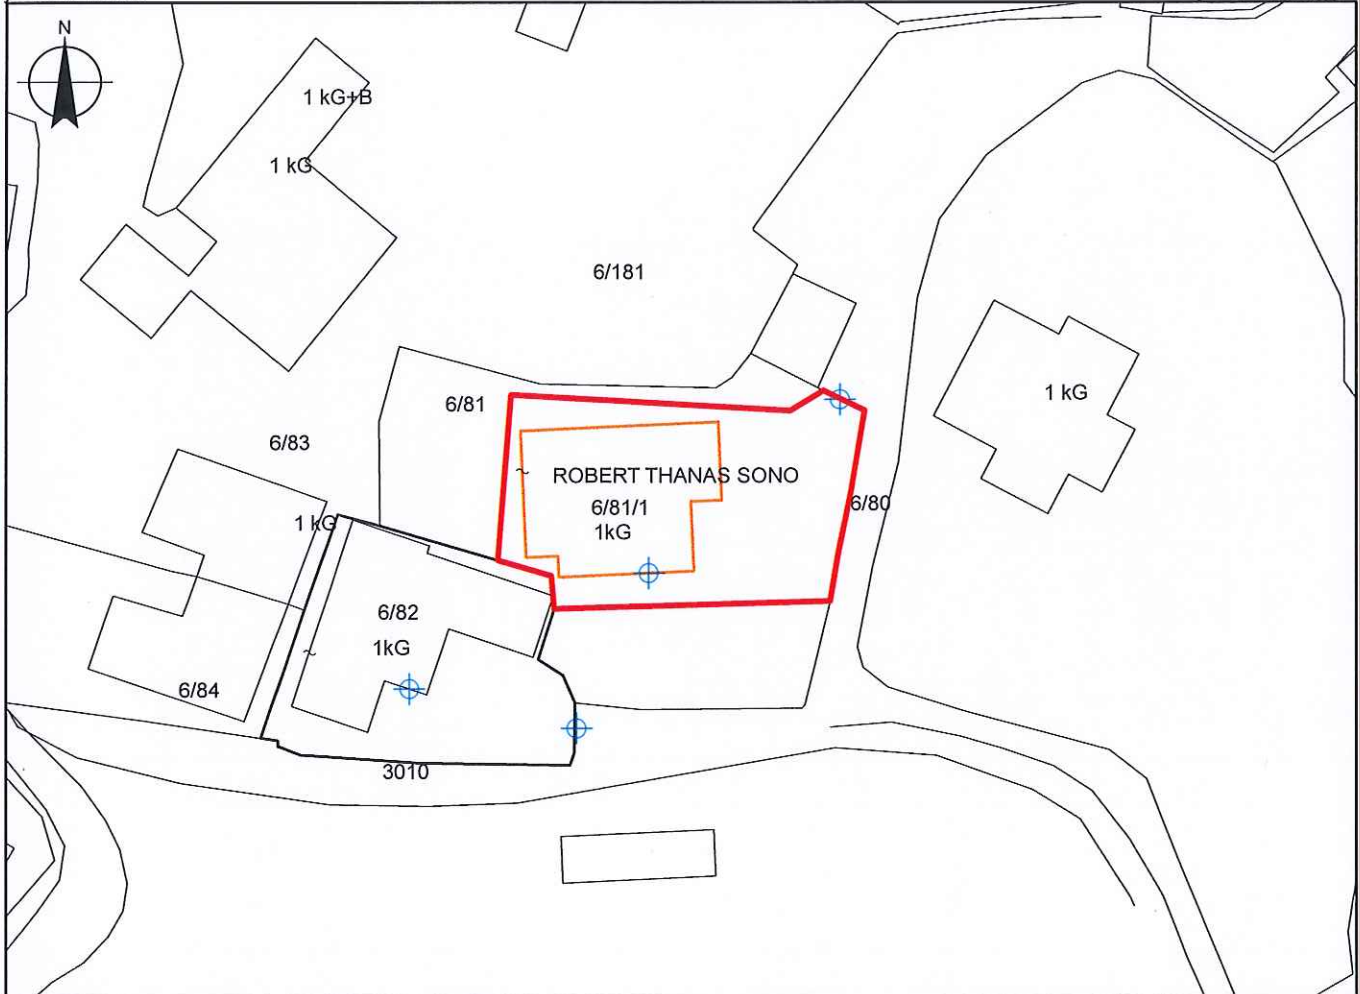 N
1 kG+B
1 kG
6/181
1 kG
6/81
6/83
ROBERT THANAS SONO
6/81/1
1kG
6/80
1 kG
6/82
1kG
6/84
3010